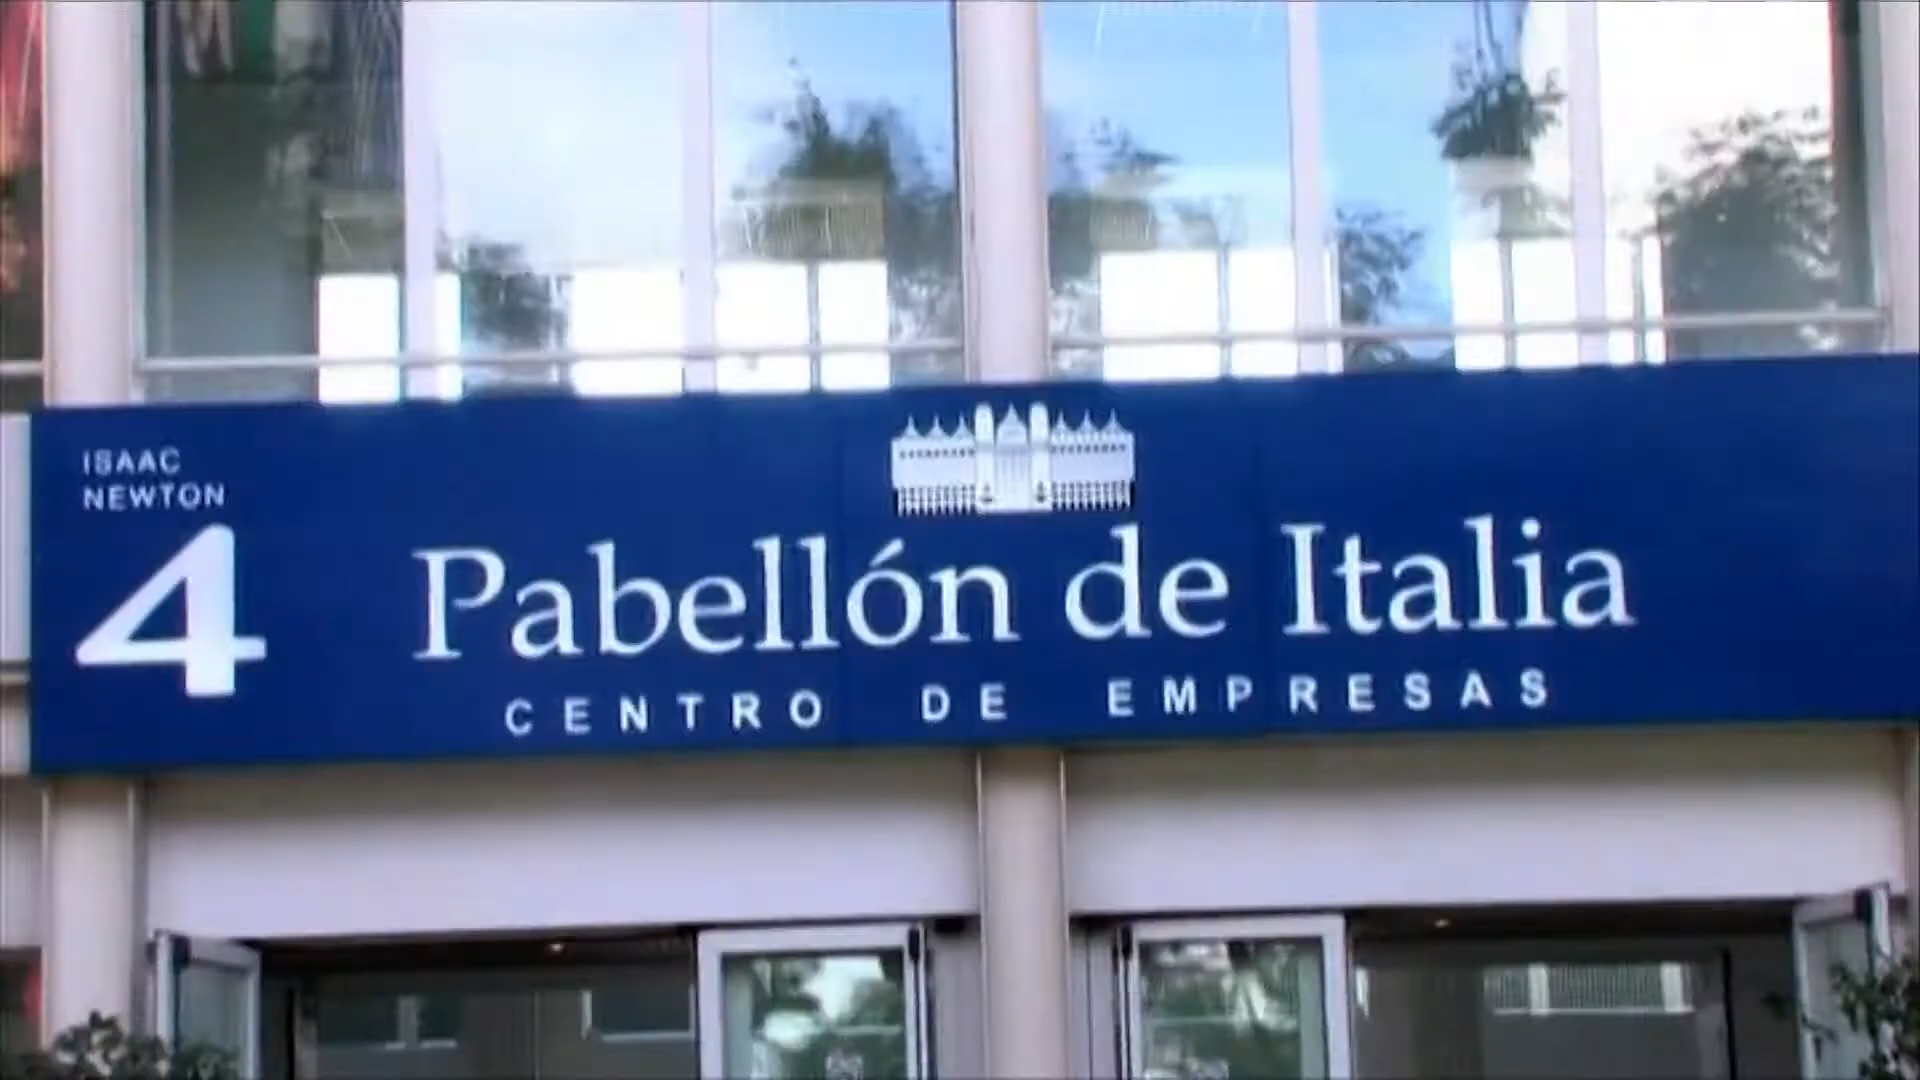 ISAAC
NEWTON
4
Pabellón de Italia
CENTRO DE EMPRESAS